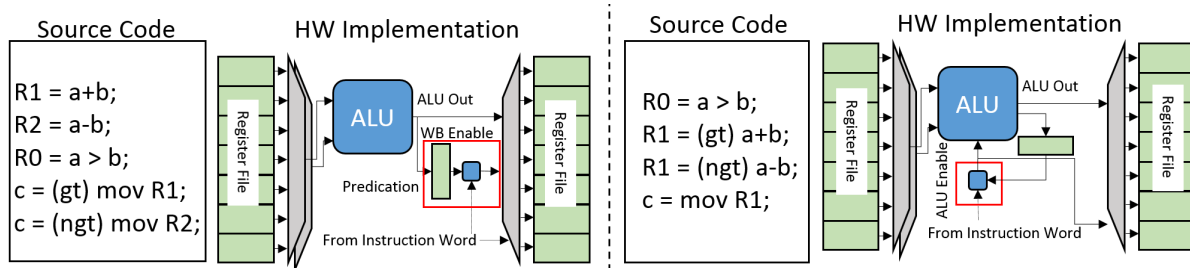 Source Code
HW Implementation
R1 = a+b;
R2 = a-b;
R0 = a > b;
c = (gt) mov R1;
c = (ngt) mov R2;
Register File
ALU
ALU Out
WB Enable
Predication
From Instruction Word
Register File
Source Code
HW Implementation
R0 = a > b;
R1 = (gt) a+b;
R1 = (ngt) a-b;
c = mov R1;
Register File
ALU
ALU Out
ALU Enable
From Instruction Word
Register File